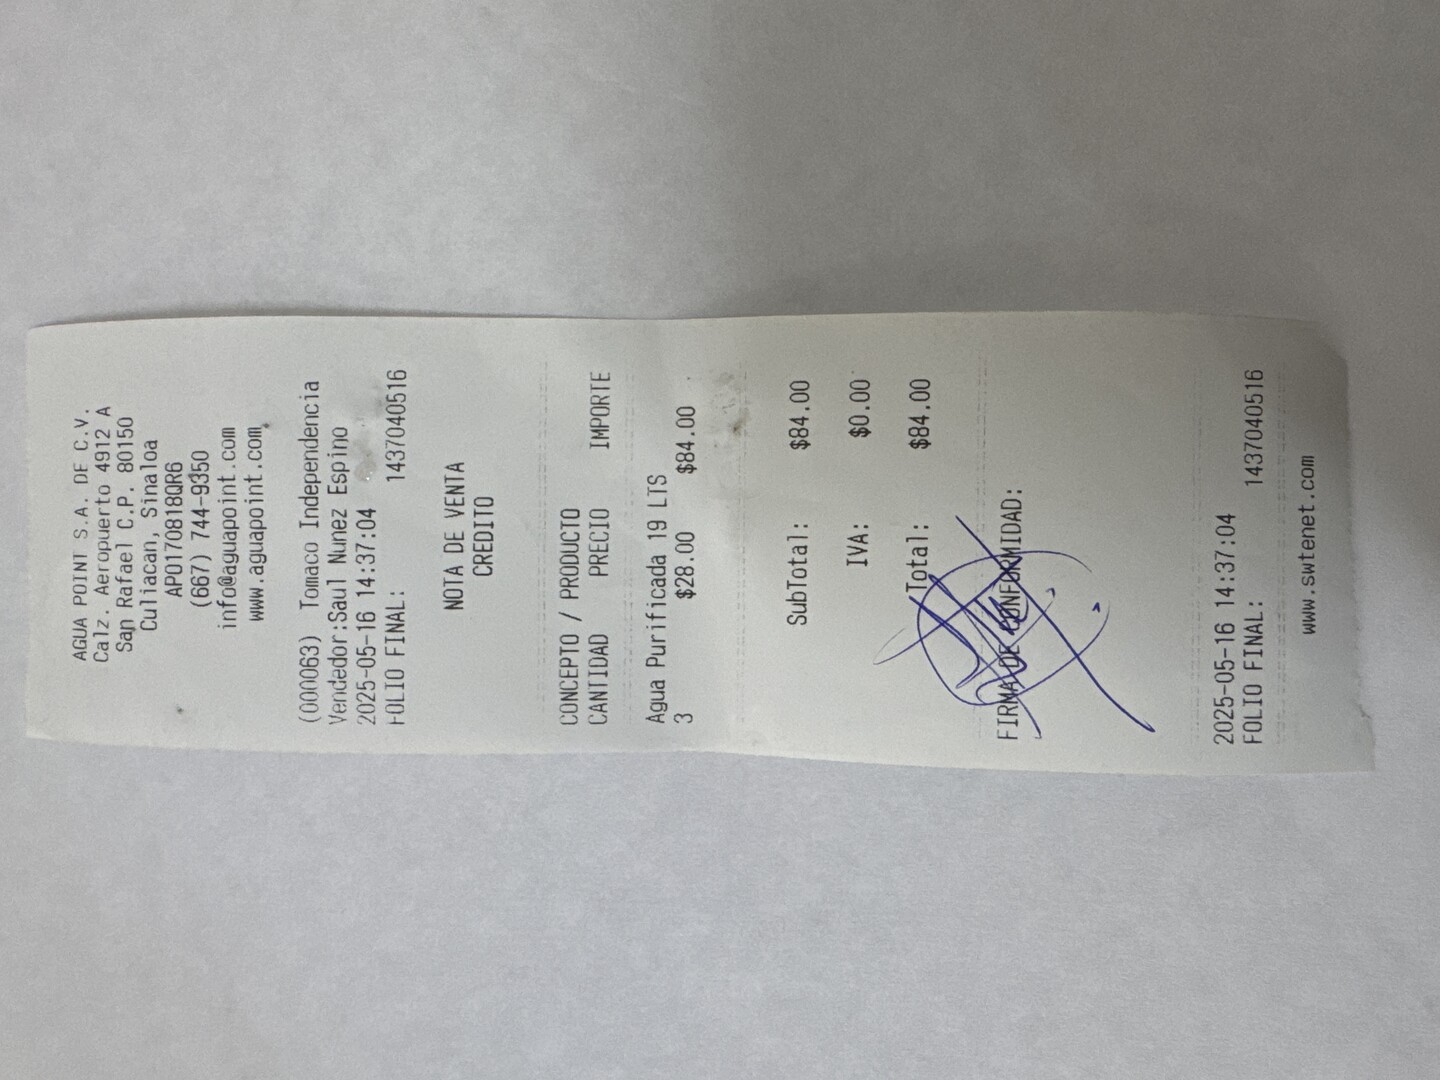 AGUA POINT S.A. DE C.V.
Calz. Aeropuerto 4912 A
San Rafael C.P. 80150
Culiacan, Sinaloa
APO170818QR6
(667) 744-9350
info@aguapoint.com
www.aguapoint.com
(000063) Tomaco Independencia
Vendedor:Saul Nunez Espino
2025-05-16 14:37:04
FOLIO FINAL: 1437040516
NOTA DE VENTA
CREDITO
CONCEPTO / PRODUCTO
CANTIDAD PRECIO IMPORTE
Agua Purificada 19 LTS
3 $28.00 $84.00
SubTotal: $84.00
IVA: $0.00
Total: $84.00
FIRMA DE CONFORMIDAD:
2025-05-16 14:37:04
FOLIO FINAL: 1437040516
www.swtenet.com